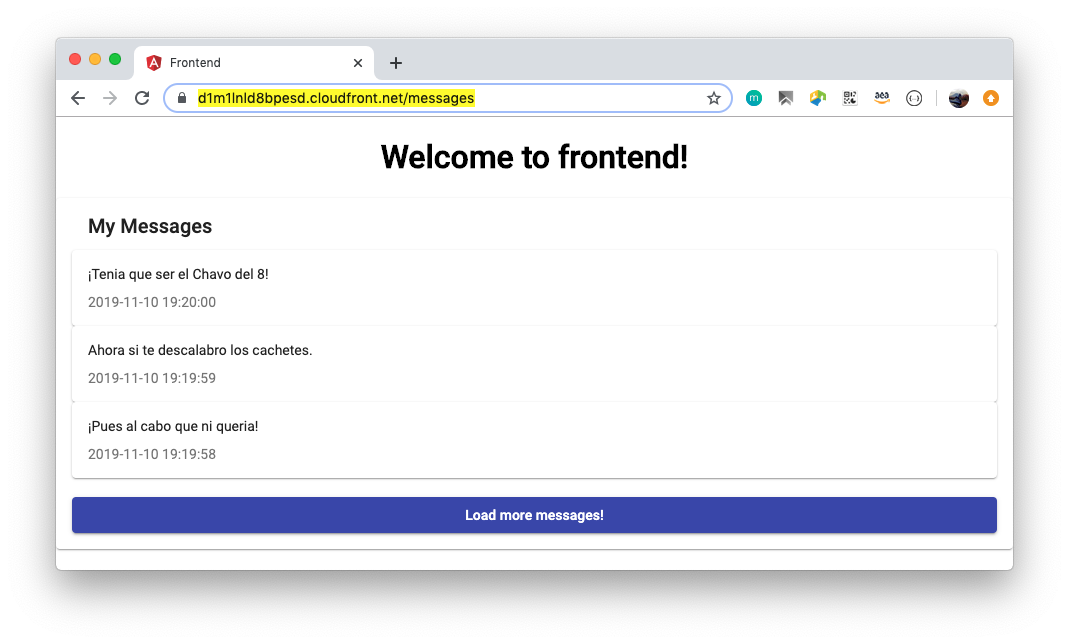 Frontend
d1m1lnld8bpesd.cloudfront.net/messages
Welcome to frontend!
My Messages
¡Tenia que ser el Chavo del 8!
2019-11-10 19:20:00
Ahora si te descalabro los cachetes.
2019-11-10 19:19:59
¡Pues al cabo que ni queria!
2019-11-10 19:19:58
Load more messages!